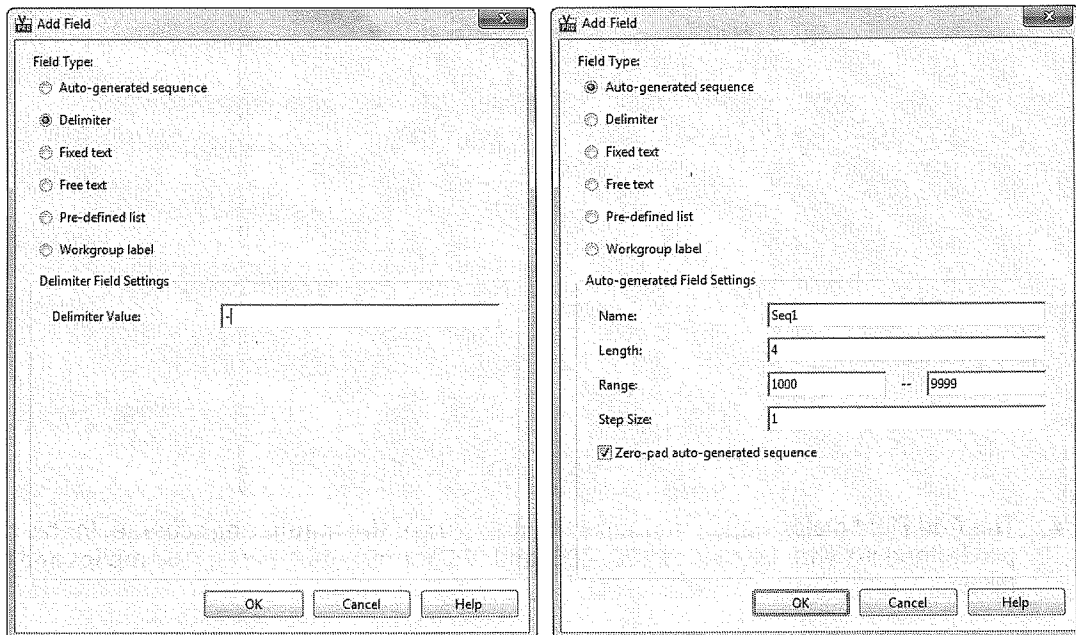 Add Field
Field Type:
Auto-generated sequence
Delimiter
Fixed text
Free text
Pre-defined list
Workgroup label
Delimiter Field Settings
Delimiter Value: -
OK Cancel Help
Add Field
Field Type:
Auto-generated sequence
Delimiter
Fixed text
Free text
Pre-defined list
Workgroup label
Auto-generated Field Settings
Name: Seq1
Length: 4
Range: 1000 -- 9999
Step Size: 1
Zero-pad auto-generated sequence
OK Cancel Help